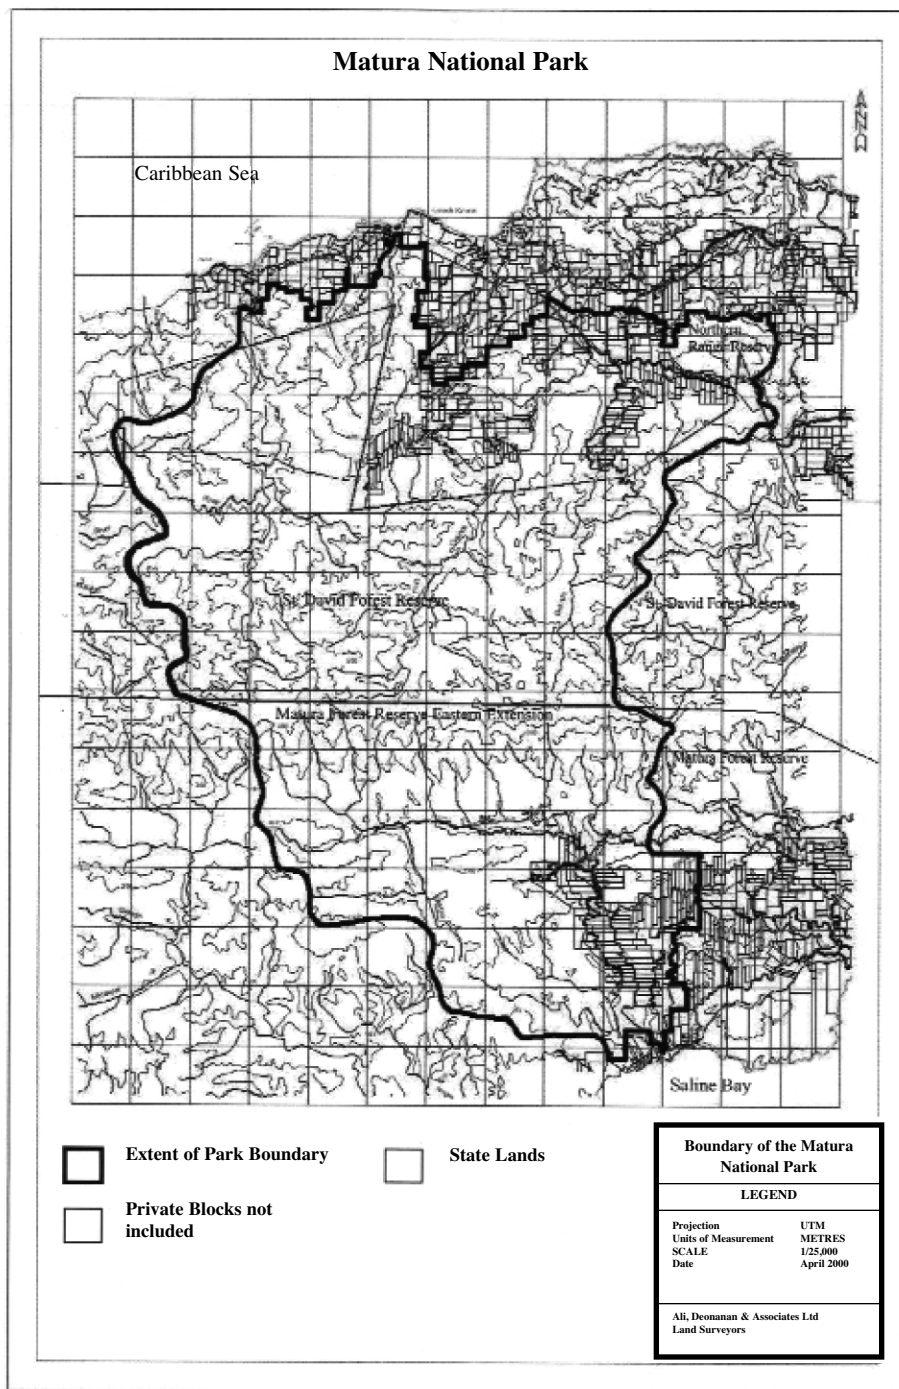 Matura National Park
Caribbean Sea
Northern
Range Reserve
St. David Forest Reserve
St. David Forest Reserve
Matura Forest Reserve Eastern Extension
Matura Forest Reserve
Saline Bay
Extent of Park Boundary
State Lands
Private Blocks not
included
Boundary of the Matura
National Park
LEGEND
Projection UTM
Units of Measurement METRES
SCALE 1/25,000
Date April 2000
Ali, Deonanan & Associates Ltd
Land Surveyors